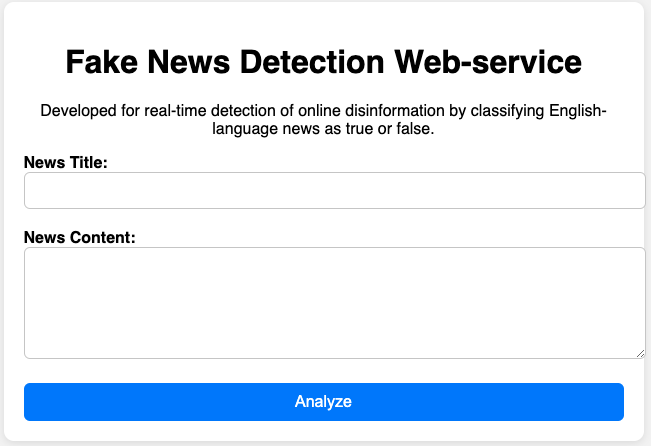 Fake News Detection Web-service
Developed for real-time detection of online disinformation by classifying English-
language news as true or false.
News Title:
News Content:
Analyze